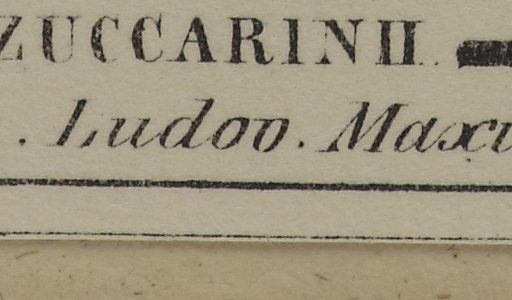 ZUCCARINII.
. Ludov. Maxi